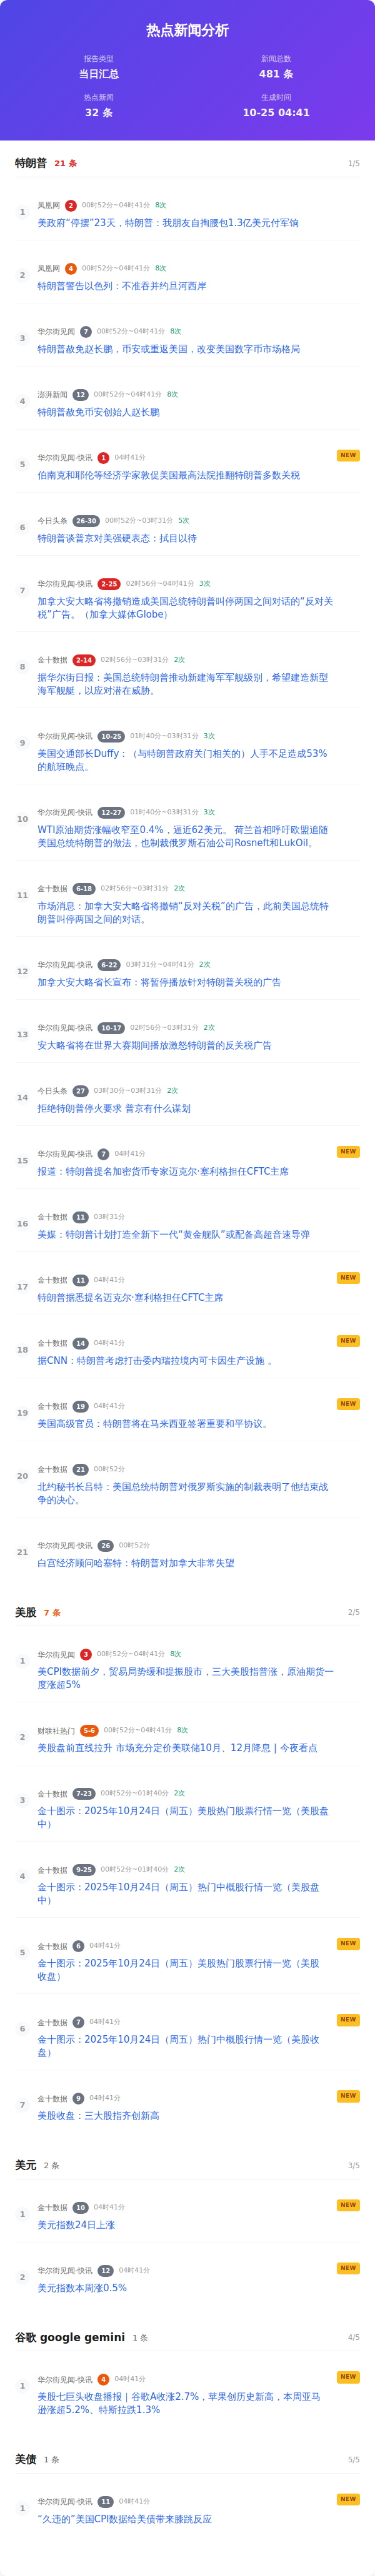 热点新闻分析
报告类型
新闻总数
当日汇总
481 条
热点新闻
生成时间
32 条
10-25 04:41
特朗普 21 条 1/5
1
凤凰网 2 00时52分~04时41分 8次
美政府“停摆”23天，特朗普：我朋友自掏腰包1.3亿美元付军饷
2
凤凰网 4 00时52分~04时41分 8次
特朗普警告以色列：不准吞并约旦河西岸
3
华尔街见闻 7 00时52分~04时41分 8次
特朗普赦免赵长鹏，币安或重返美国，改变美国数字币市场格局
4
澎湃新闻 12 00时52分~04时41分 8次
特朗普赦免币安创始人赵长鹏
5
华尔街见闻-快讯 1 04时41分 NEW
伯南克和耶伦等经济学家敦促美国最高法院推翻特朗普多数关税
6
今日头条 26-30 00时52分~03时31分 5次
特朗普谈普京对美强硬表态：拭目以待
7
华尔街见闻-快讯 2-25 02时56分~04时41分 3次
加拿大安大略省将撤销造成美国总统特朗普叫停两国之间对话的“反对关
税”广告。（加拿大媒体Globe）
8
金十数据 2-14 02时56分~03时31分 2次
据华尔街日报：美国总统特朗普推动新建海军军舰级别，希望建造新型
海军舰艇，以应对潜在威胁。
9
华尔街见闻-快讯 10-25 01时40分~03时31分 3次
美国交通部长Duffy：（与特朗普政府关门相关的）人手不足造成53%
的航班晚点。
10
华尔街见闻-快讯 12-27 01时40分~03时31分 3次
WTI原油期货涨幅收窄至0.4%，逼近62美元。 荷兰首相呼吁欧盟追随
美国总统特朗普的做法，也制裁俄罗斯石油公司Rosneft和LukOil。
11
金十数据 6-18 02时56分~03时31分 2次
市场消息：加拿大安大略省将撤销“反对关税”的广告，此前美国总统特
朗普叫停两国之间的对话。
12
华尔街见闻-快讯 6-22 03时31分~04时41分 2次
加拿大安大略省长宣布：将暂停播放针对特朗普关税的广告
13
华尔街见闻-快讯 10-17 02时56分~03时31分 2次
安大略省将在世界大赛期间播放激怒特朗普的反关税广告
14
今日头条 27 03时30分~03时31分 2次
拒绝特朗普停火要求 普京有什么谋划
15
华尔街见闻-快讯 7 04时41分 NEW
报道：特朗普提名加密货币专家迈克尔·塞利格担任CFTC主席
16
金十数据 11 03时31分
美媒：特朗普计划打造全新下一代“黄金舰队”或配备高超音速导弹
17
金十数据 11 04时41分 NEW
特朗普据悉提名迈克尔·塞利格担任CFTC主席
18
金十数据 14 04时41分 NEW
据CNN：特朗普考虑打击委内瑞拉境内可卡因生产设施 。
19
金十数据 19 04时41分 NEW
美国高级官员：特朗普将在马来西亚签署重要和平协议。
20
金十数据 21 00时52分
北约秘书长吕特：美国总统特朗普对俄罗斯实施的制裁表明了他结束战
争的决心。
21
华尔街见闻-快讯 26 00时52分
白宫经济顾问哈塞特：特朗普对加拿大非常失望
美股 7 条 2/5
1
华尔街见闻 3 00时52分~04时41分 8次
美CPI数据前夕，贸易局势缓和提振股市，三大美股指普涨，原油期货一
度涨超5%
2
财联社热门 5-6 00时52分~04时41分 8次
美股盘前直线拉升 市场充分定价美联储10月、12月降息 | 今夜看点
3
金十数据 7-23 00时52分~01时40分 2次
金十图示：2025年10月24日（周五）美股热门股票行情一览（美股盘
中）
4
金十数据 9-25 00时52分~01时40分 2次
金十图示：2025年10月24日（周五）热门中概股行情一览（美股盘
中）
5
金十数据 6 04时41分 NEW
金十图示：2025年10月24日（周五）美股热门股票行情一览（美股
收盘）
6
金十数据 7 04时41分 NEW
金十图示：2025年10月24日（周五）热门中概股行情一览（美股收
盘）
7
金十数据 9 04时41分 NEW
美股收盘：三大股指齐创新高
美元 2 条 3/5
1
金十数据 10 04时41分 NEW
美元指数24日上涨
2
华尔街见闻-快讯 12 04时41分 NEW
美元指数本周涨0.5%
谷歌 google gemini 1 条 4/5
1
华尔街见闻-快讯 4 04时41分 NEW
美股七巨头收盘播报 | 谷歌A收涨2.7%，苹果创历史新高，本周亚马
逊涨超5.2%、特斯拉跌1.3%
美债 1 条 5/5
1
华尔街见闻-快讯 11 04时41分 NEW
“久违的”美国CPI数据给美债带来膝跳反应